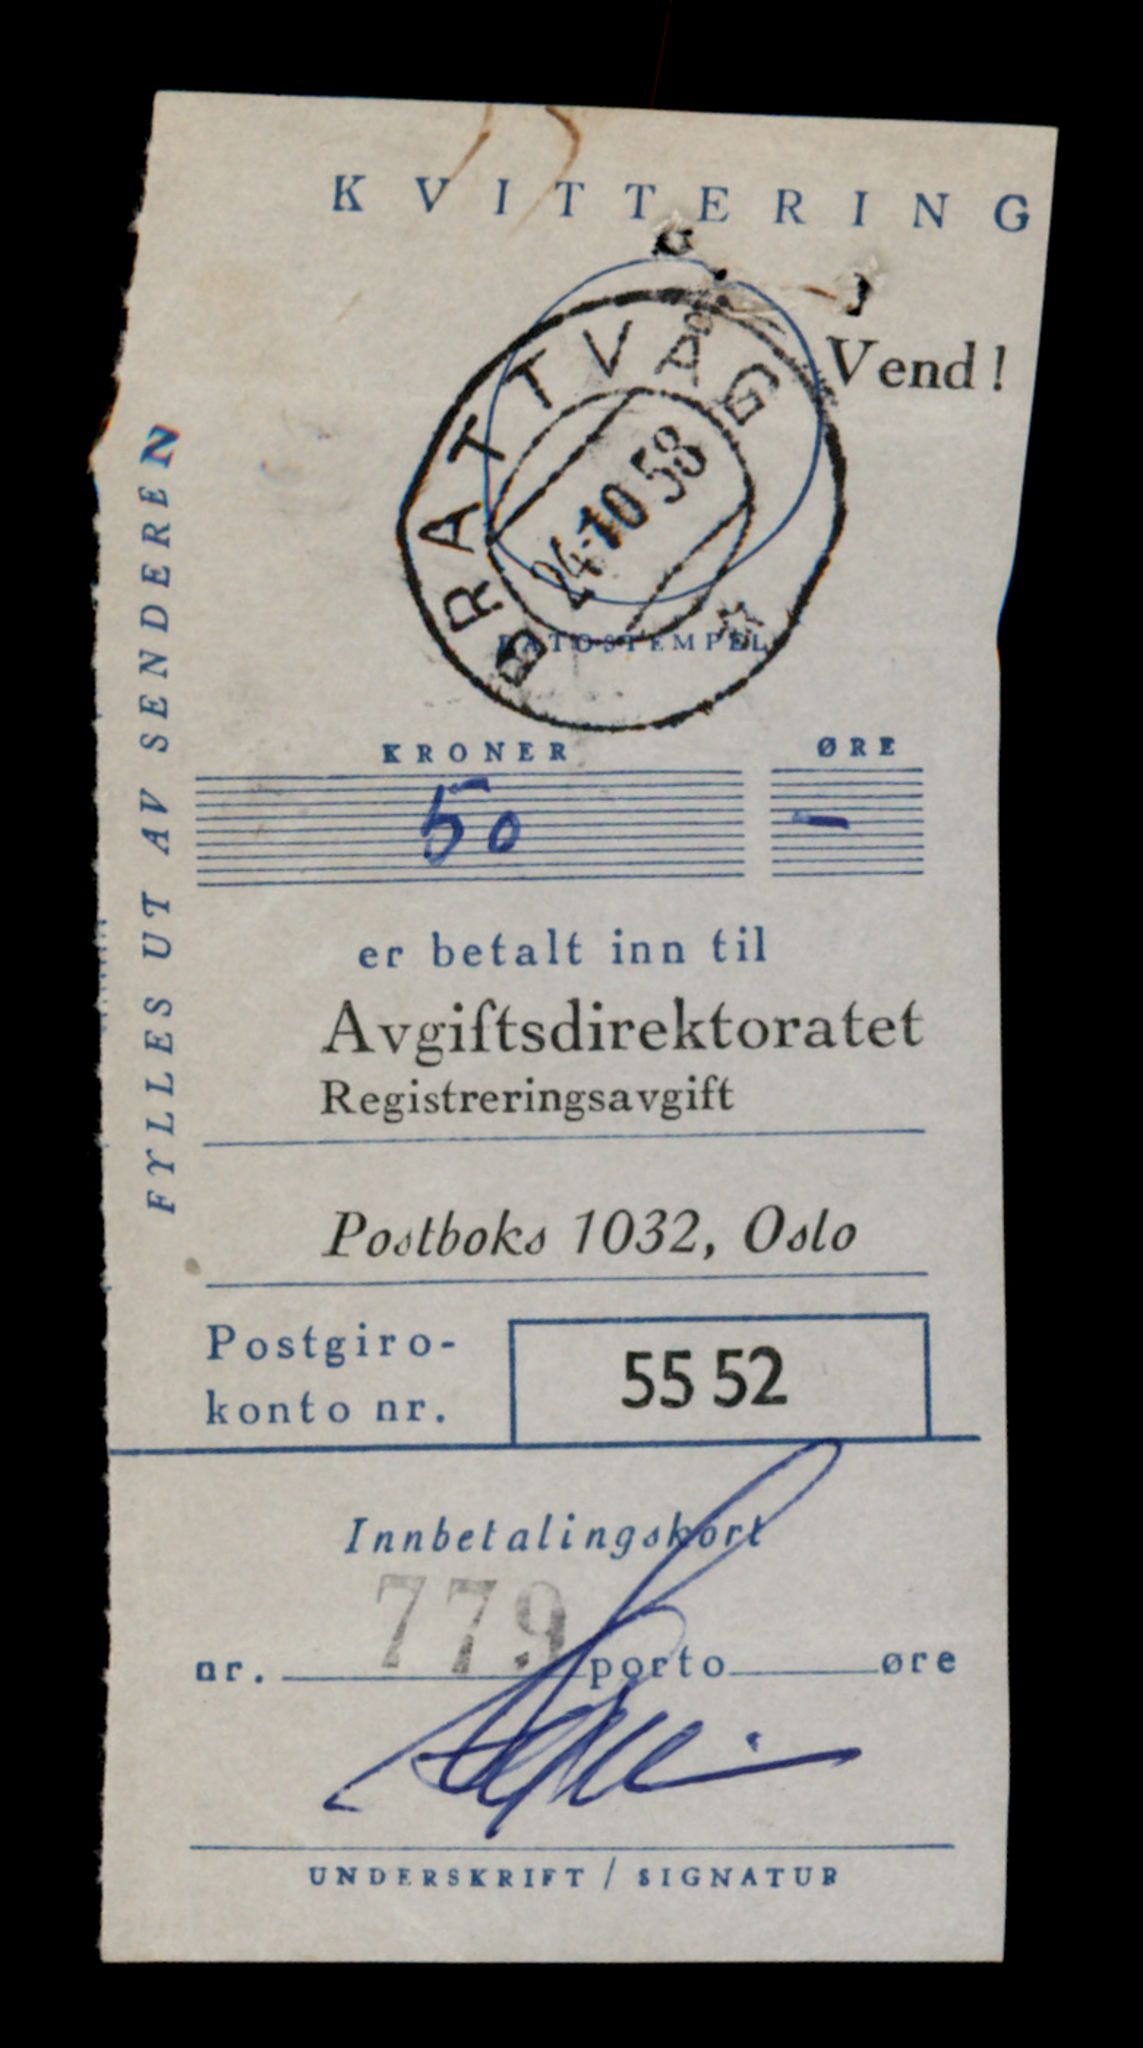 KVITTERING
Vend!
BRATTVÅG
24-10 58
DATOSTEMPEL
FYLLES UT AV SENDEREN
KRONER ØRE
50 -
er betalt inn til
Avgiftsdirektoratet
Registreringsavgift
Postboks 1032, Oslo
Postgiro-
konto nr.
55 52
Innbetalingskort
nr. 779 porto øre
UNDERSKRIFT / SIGNATUR